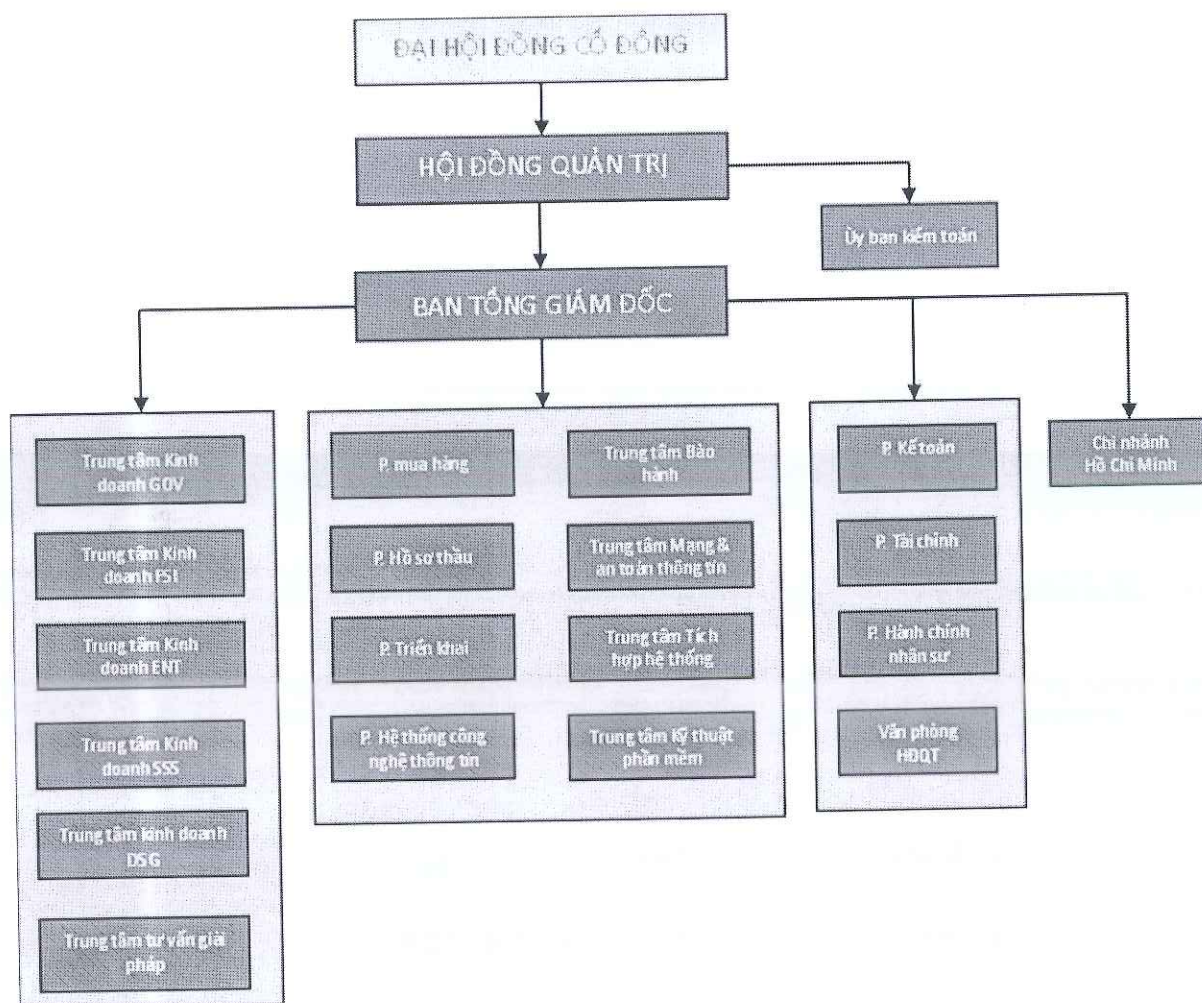 ĐẠI HỘI ĐỒNG CỔ ĐÔNG
HỘI ĐỒNG QUẢN TRỊ
Ủy ban kiểm toán
BAN TỔNG GIÁM ĐỐC
Trung tâm Kinh
doanh GOV
Trung tâm Kinh
doanh FSI
Trung tâm Kinh
doanh ENT
Trung tâm Kinh
doanh SSS
Trung tâm kinh doanh
DSG
Trung tâm tư vấn giải
pháp
P. mua hàng
P. Hồ sơ thầu
P. Triển khai
P. Hệ thống công
nghệ thông tin
Trung tâm Bảo
hành
Trung tâm Mạng &
an toàn thông tin
Trung tâm Tích
hợp hệ thống
Trung tâm Kỹ thuật
phần mềm
P. Kế toán
P. Tài chính
P. Hành chính
nhân sự
Văn phòng
HĐQT
Chi nhánh
Hồ Chí Minh